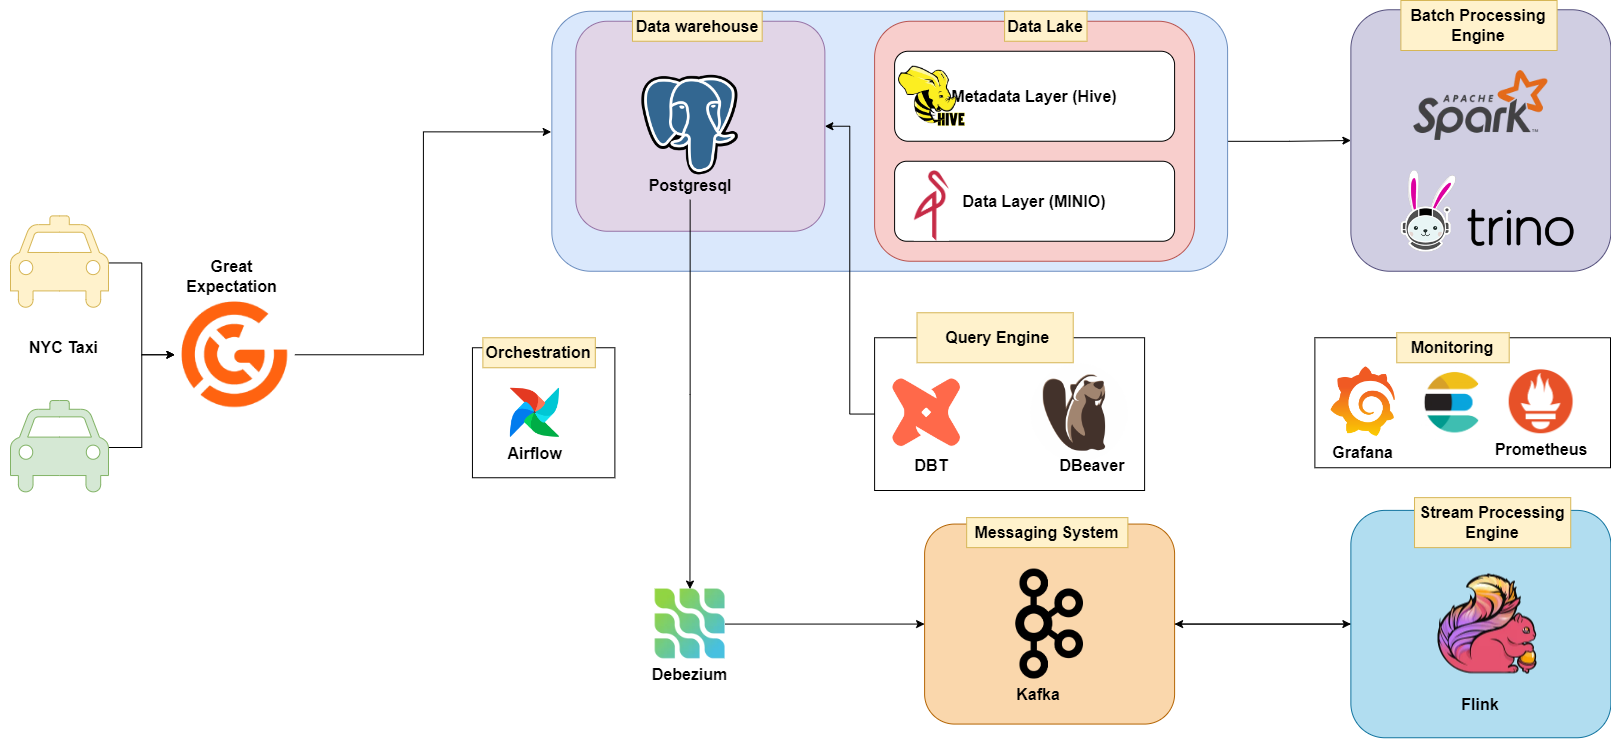 Data warehouse
Postgresql
Data Lake
Metadata Layer (Hive)
HIVE
Data Layer (MINIO)
Batch Processing
Engine
APACHE
Spark
TM
trino
NYC Taxi
Great
Expectation
Orchestration
Airflow
Query Engine
DBT
DBeaver
Monitoring
Grafana
Prometheus
Debezium
Messaging System
Kafka
Stream Processing
Engine
Flink